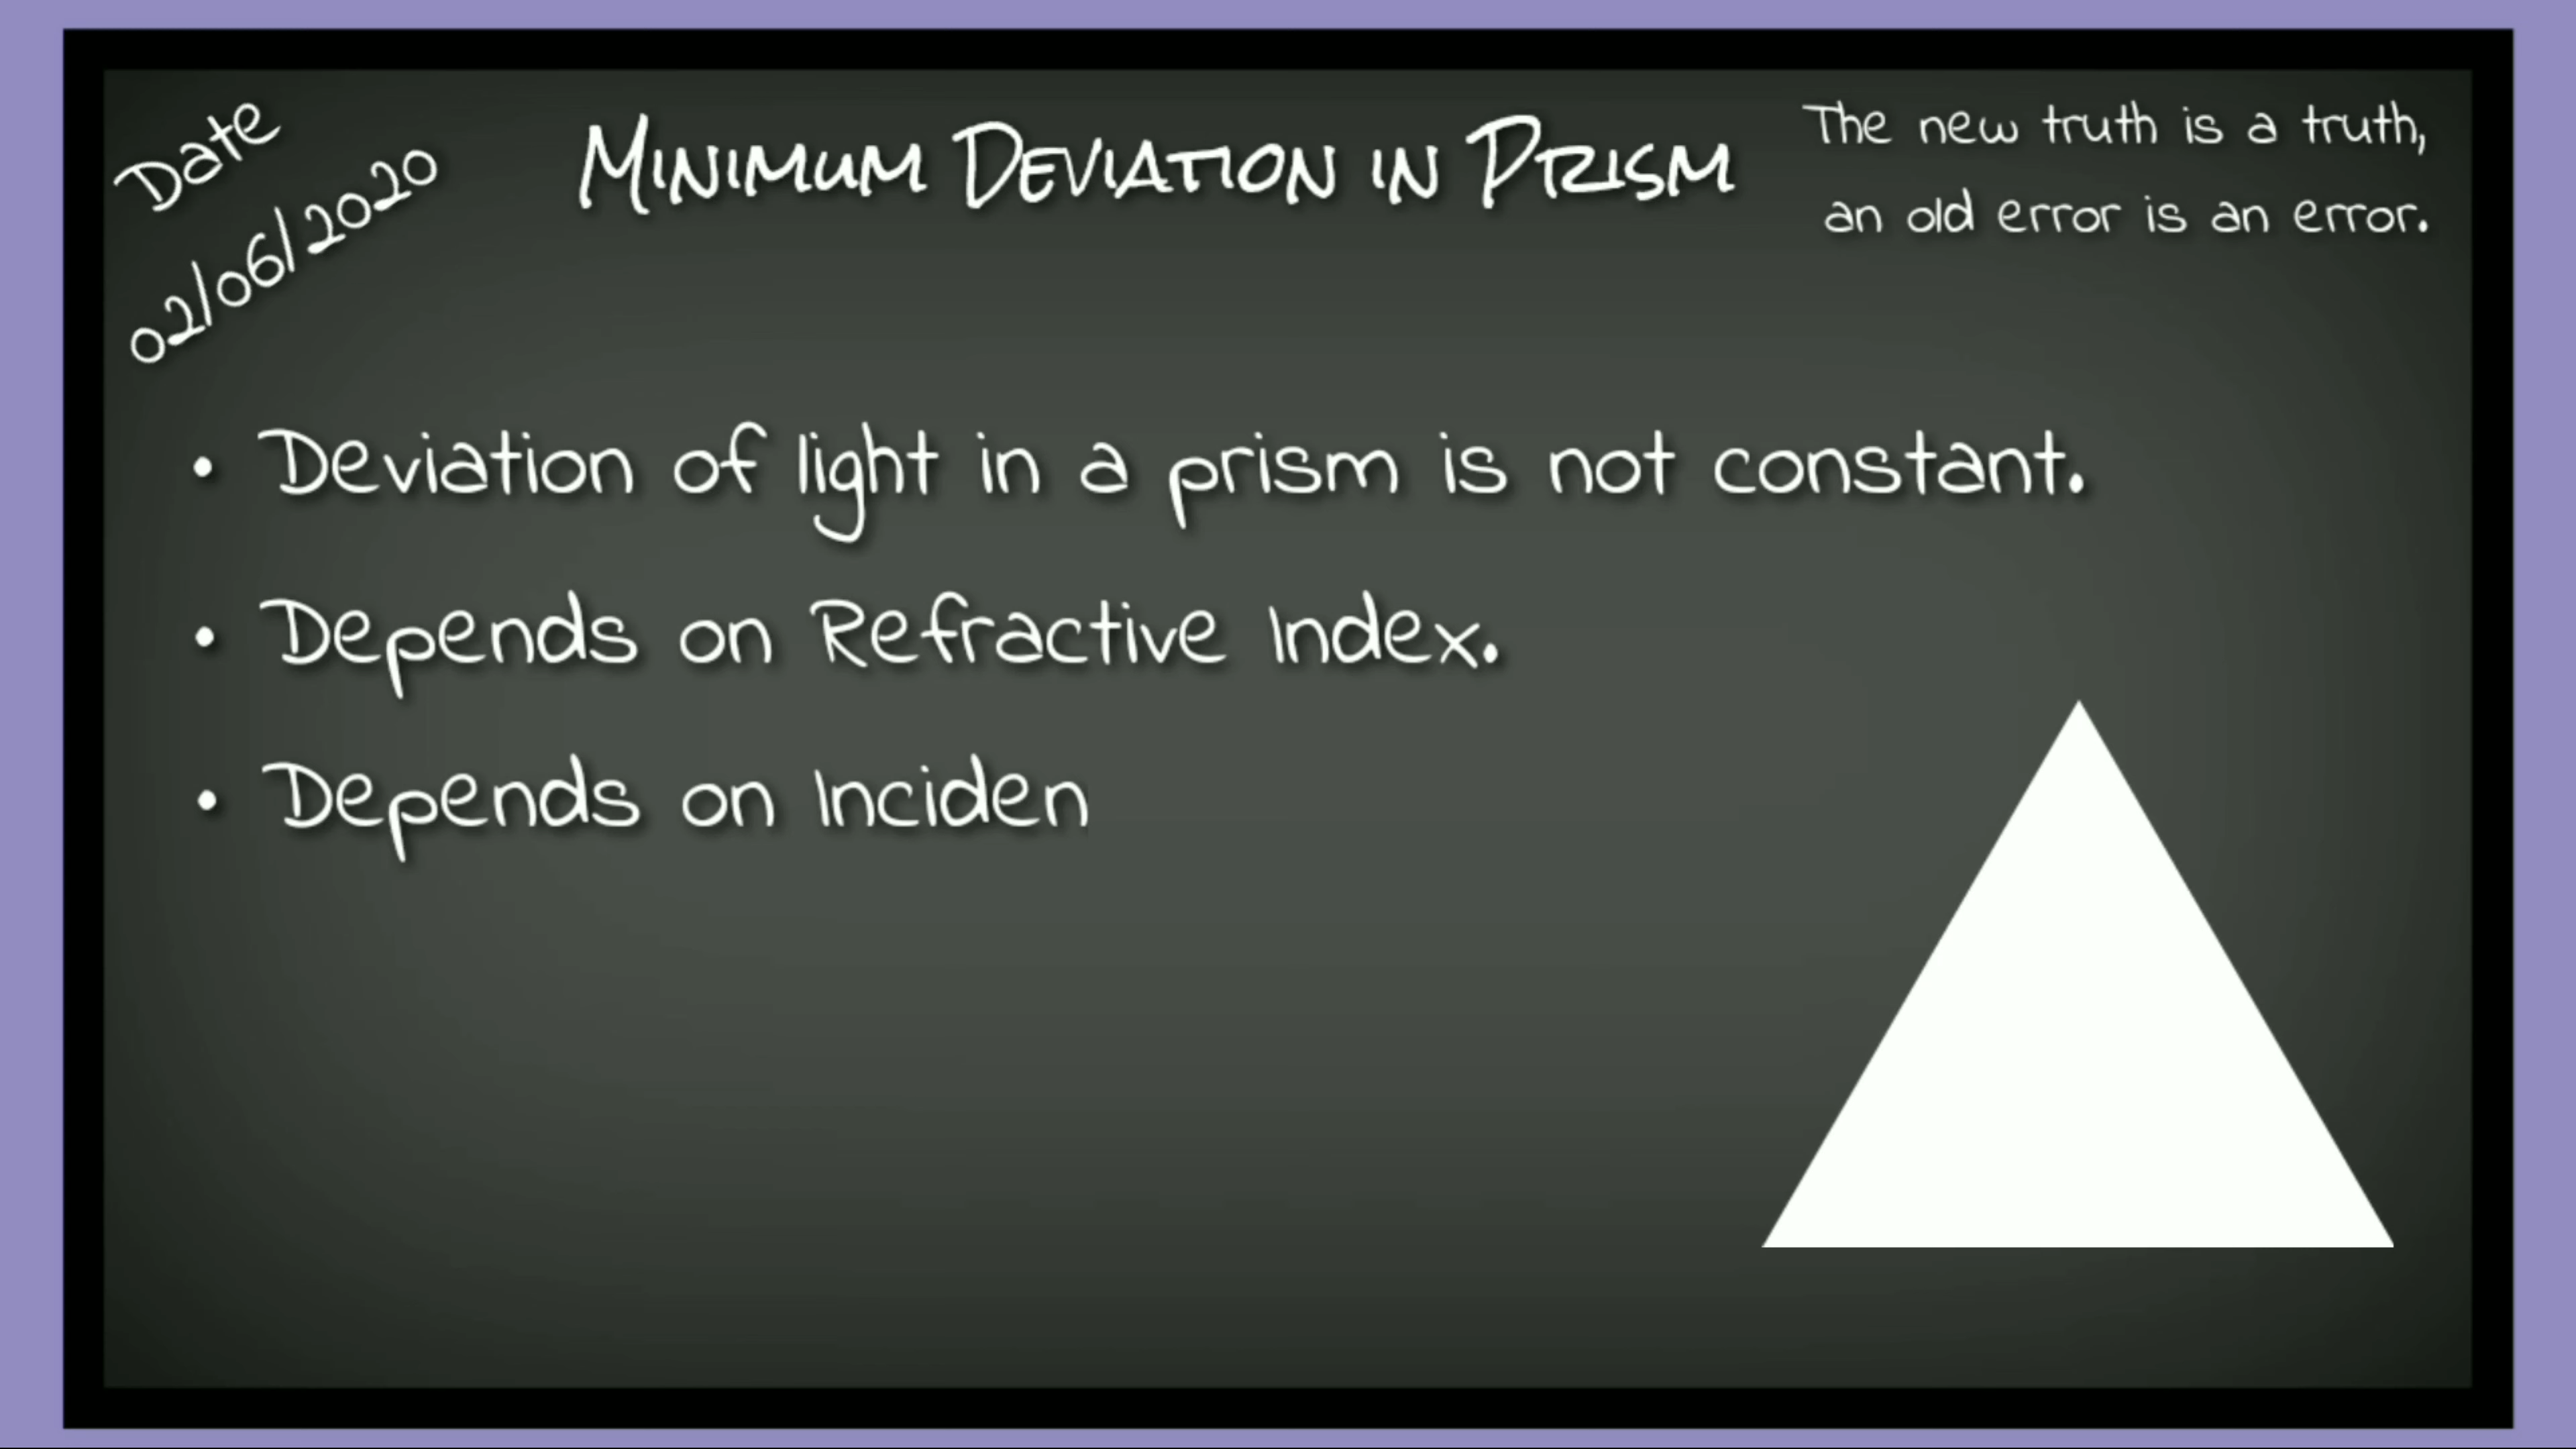 Date
02/06/2020
Minimum Deviation in Prism
The new truth is a truth,
an old error is an error.
• Deviation of light in a prism is not constant.
• Depends on Refractive Index.
• Depends on Inciden